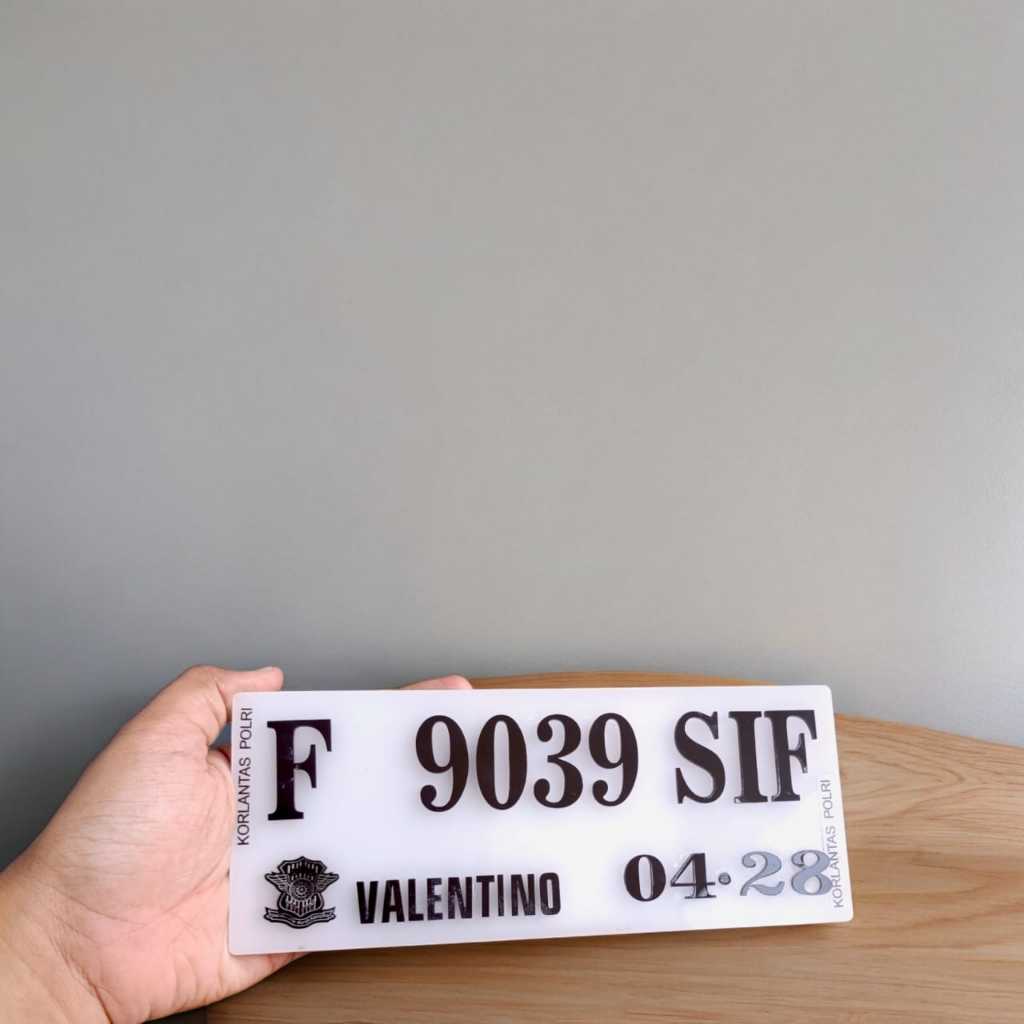 KORLANTAS POLRI
F 9039 SIF
VALENTINO
04·28
KORLANTAS POLRI